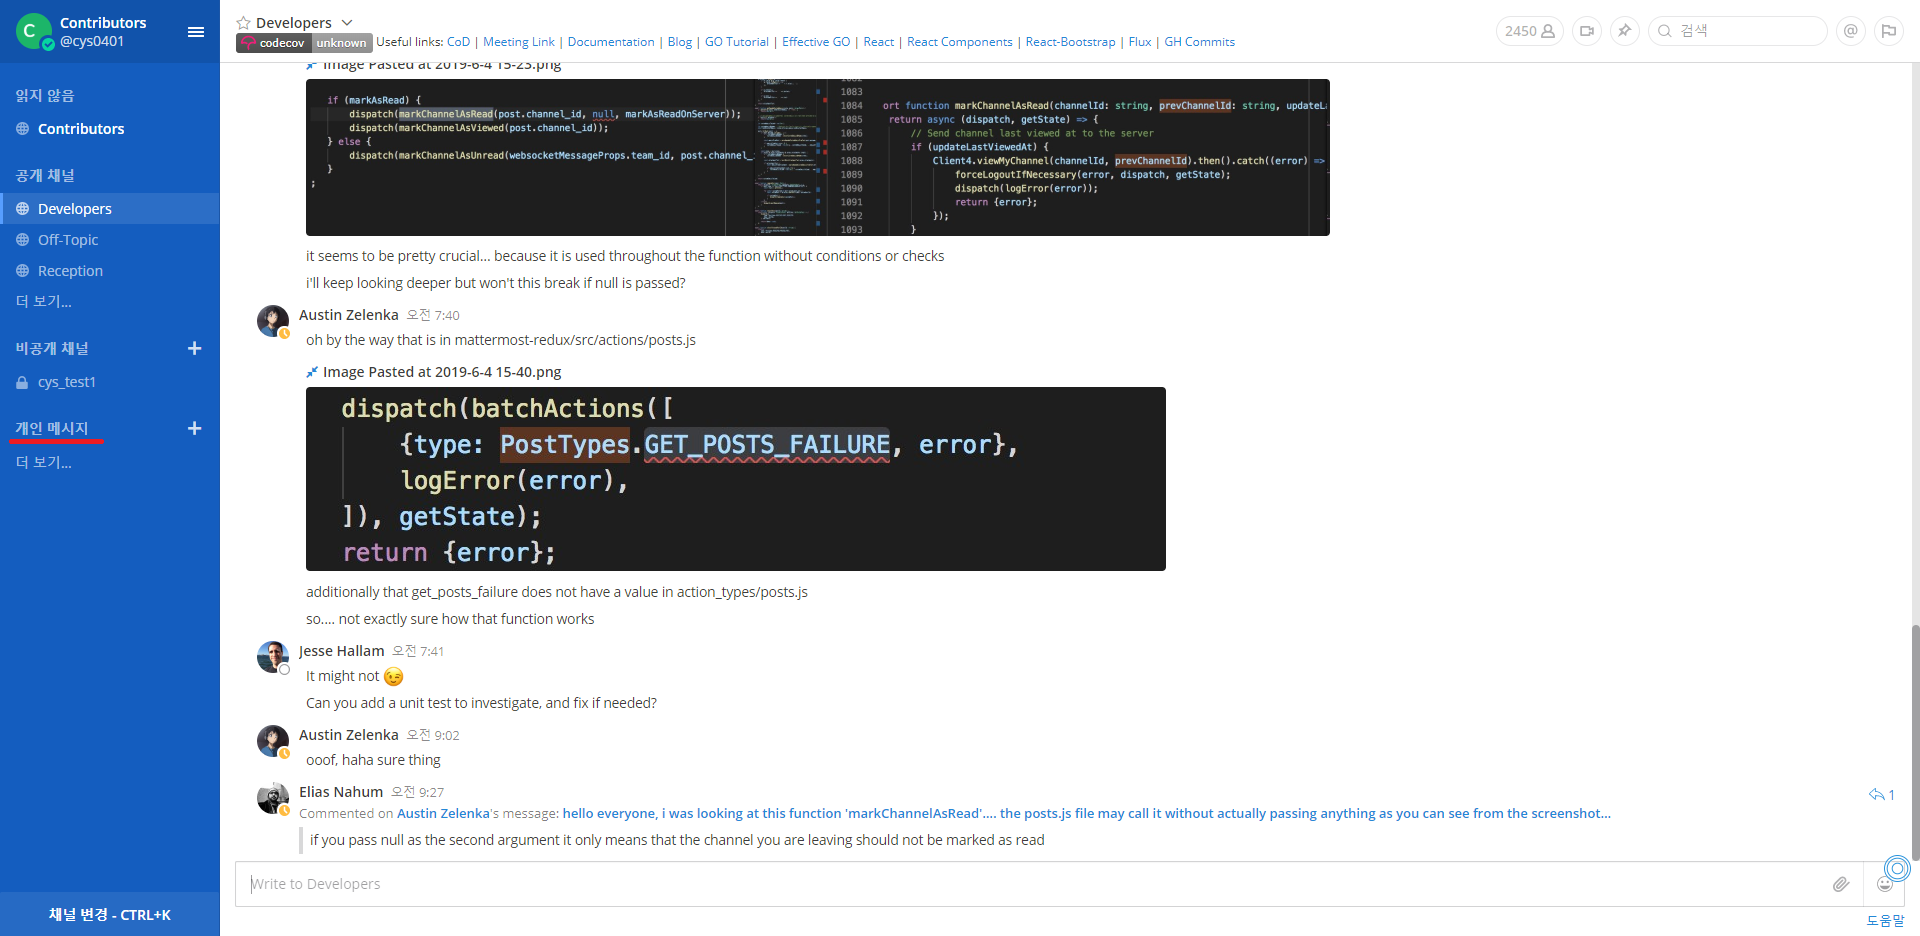 C
Contributors
@cys0401
읽지 않음
Contributors
공개 채널
Developers
Off-Topic
Reception
더 보기...
비공개 채널
cys_test1
개인 메시지
더 보기...
채널 변경 - CTRL+K
Developers
codecov unknown Useful links: CoD | Meeting Link | Documentation | Blog | GO Tutorial | Effective GO | React | React Components | React-Bootstrap | Flux | GH Commits
2450
검색
@
Image Pasted at 2019-6-4 15-23.png
if (markAsRead) {
dispatch(markChannelAsRead(post.channel_id, null, markAsReadOnServer));
dispatch(markChannelAsViewed(post.channel_id));
} else {
dispatch(markChannelAsUnread(websocketMessageProps.team_id, post.channel_
}
;
1082
1083
1084 ort function markChannelAsRead(channelId: string, prevChannelId: string, updateL
1085 return async (dispatch, getState) => {
1086 // Send channel last viewed at to the server
1087 if (updateLastViewedAt) {
1088 Client4.viewMyChannel(channelId, prevChannelId).then().catch((error) =>
1089 forceLogoutIfNecessary(error, dispatch, getState);
1090 dispatch(logError(error));
1091 return {error};
1092 });
1093 }
it seems to be pretty crucial... because it is used throughout the function without conditions or checks
i'll keep looking deeper but won't this break if null is passed?
Austin Zelenka 오전 7:40
oh by the way that is in mattermost-redux/src/actions/posts.js
Image Pasted at 2019-6-4 15-40.png
dispatch(batchActions([
{type: PostTypes.GET_POSTS_FAILURE, error},
logError(error),
]), getState);
return {error};
additionally that get_posts_failure does not have a value in action_types/posts.js
so.... not exactly sure how that function works
Jesse Hallam 오전 7:41
It might not
Can you add a unit test to investigate, and fix if needed?
Austin Zelenka 오전 9:02
ooof, haha sure thing
Elias Nahum 오전 9:27
1
Commented on Austin Zelenka's message: hello everyone, i was looking at this function 'markChannelAsRead'.... the posts.js file may call it without actually passing anything as you can see from the screenshot...
if you pass null as the second argument it only means that the channel you are leaving should not be marked as read
Write to Developers
도움말